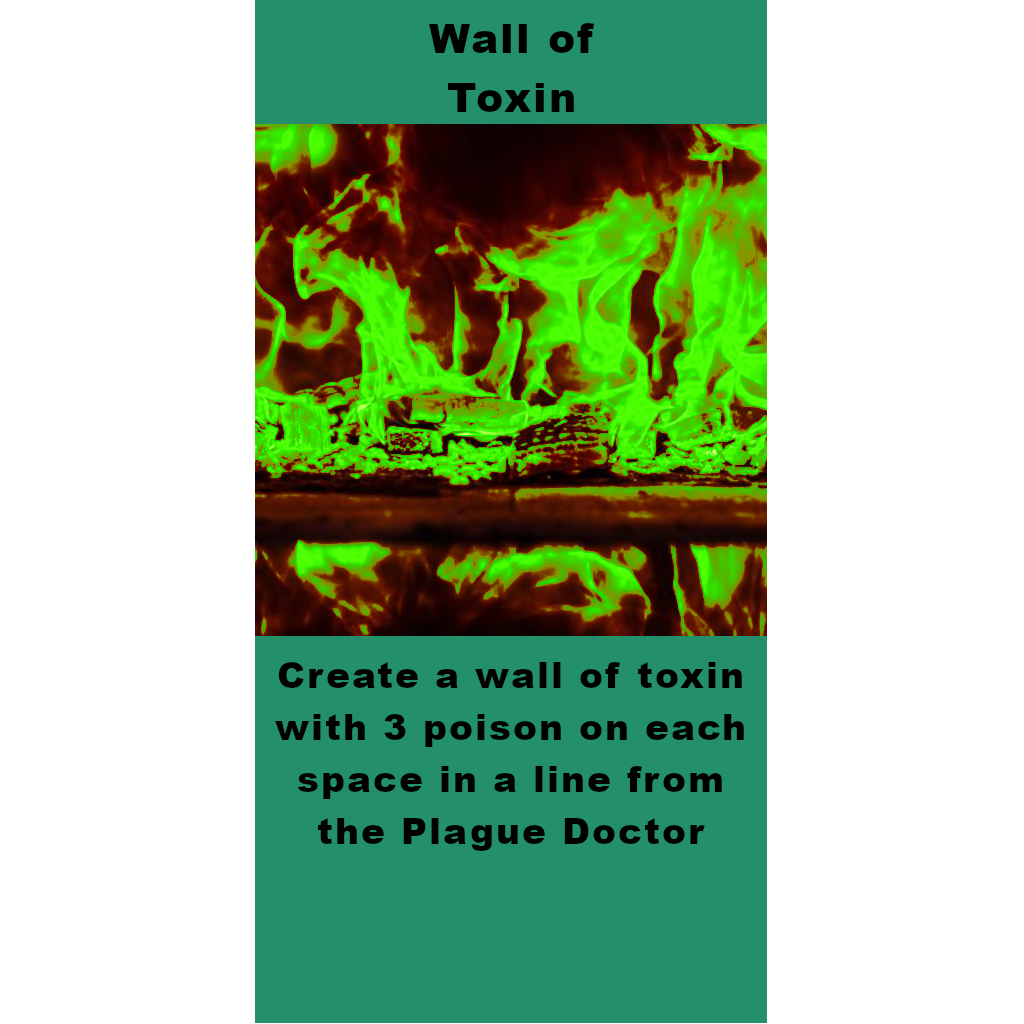 Wall of
Toxin
Create a wall of toxin
with 3 poison on each
space in a line from
the Plague Doctor